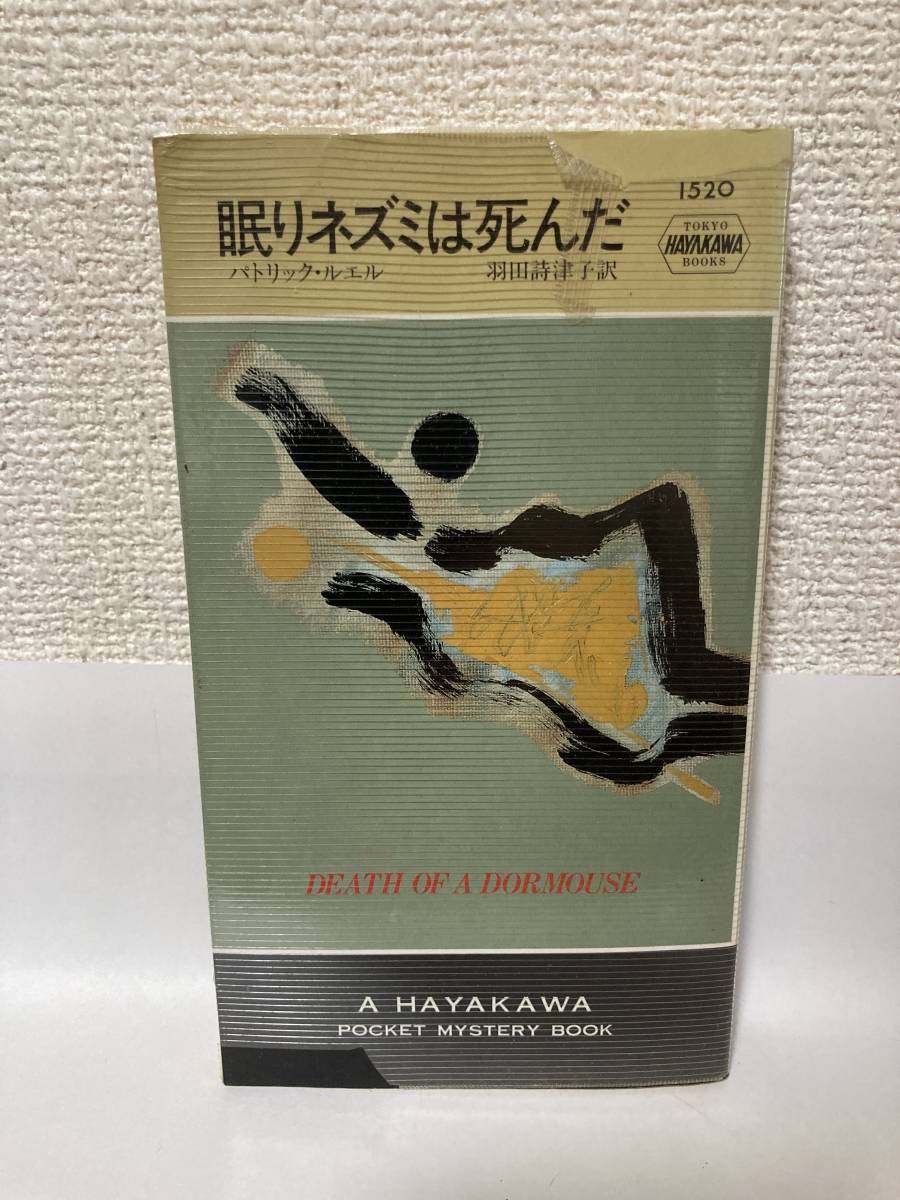 1520
眠りネズミは死んだ
パトリック・ルエル 羽田詩津子訳
TOKYO
HAYAKAWA
BOOKS
DEATH OF A DORMOUSE
A HAYAKAWA
POCKET MYSTERY BOOK